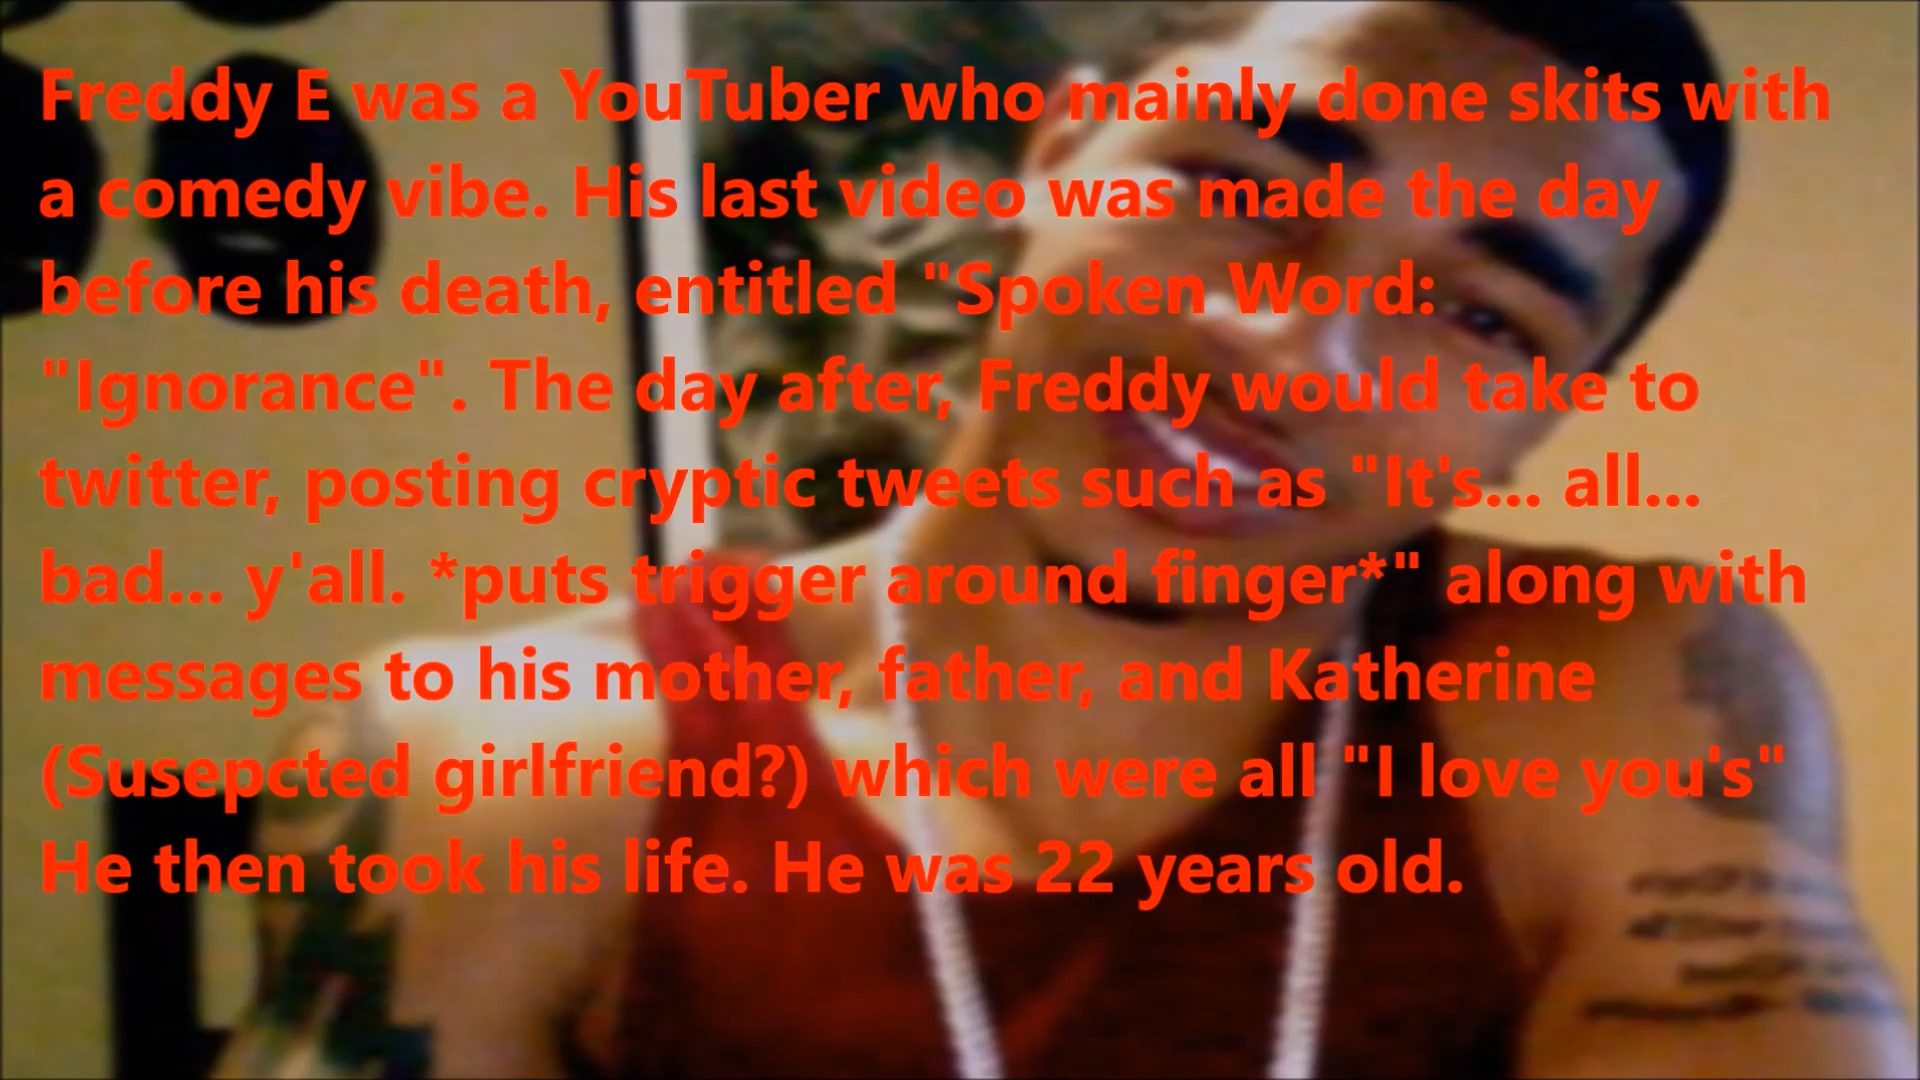 Freddy E was a YouTuber who mainly done skits with
a comedy vibe. His last video was made the day
before his death, entitled "Spoken Word:
"Ignorance". The day after, Freddy would take to
twitter, posting cryptic tweets such as "It's... all...
bad... y'all. *puts trigger around finger*" along with
messages to his mother, father, and Katherine
(Susepcted girlfriend?) which were all "I love you's"
He then took his life. He was 22 years old.